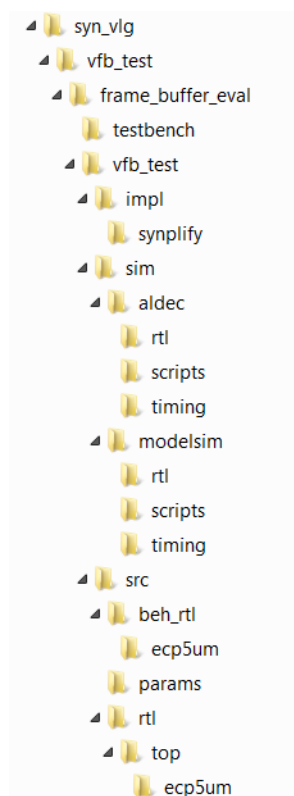 syn_vlg
vfb_test
frame_buffer_eval
testbench
vfb_test
impl
synplify
sim
aldec
rtl
scripts
timing
modelsim
rtl
scripts
timing
src
beh_rtl
ecp5um
params
rtl
top
ecp5um